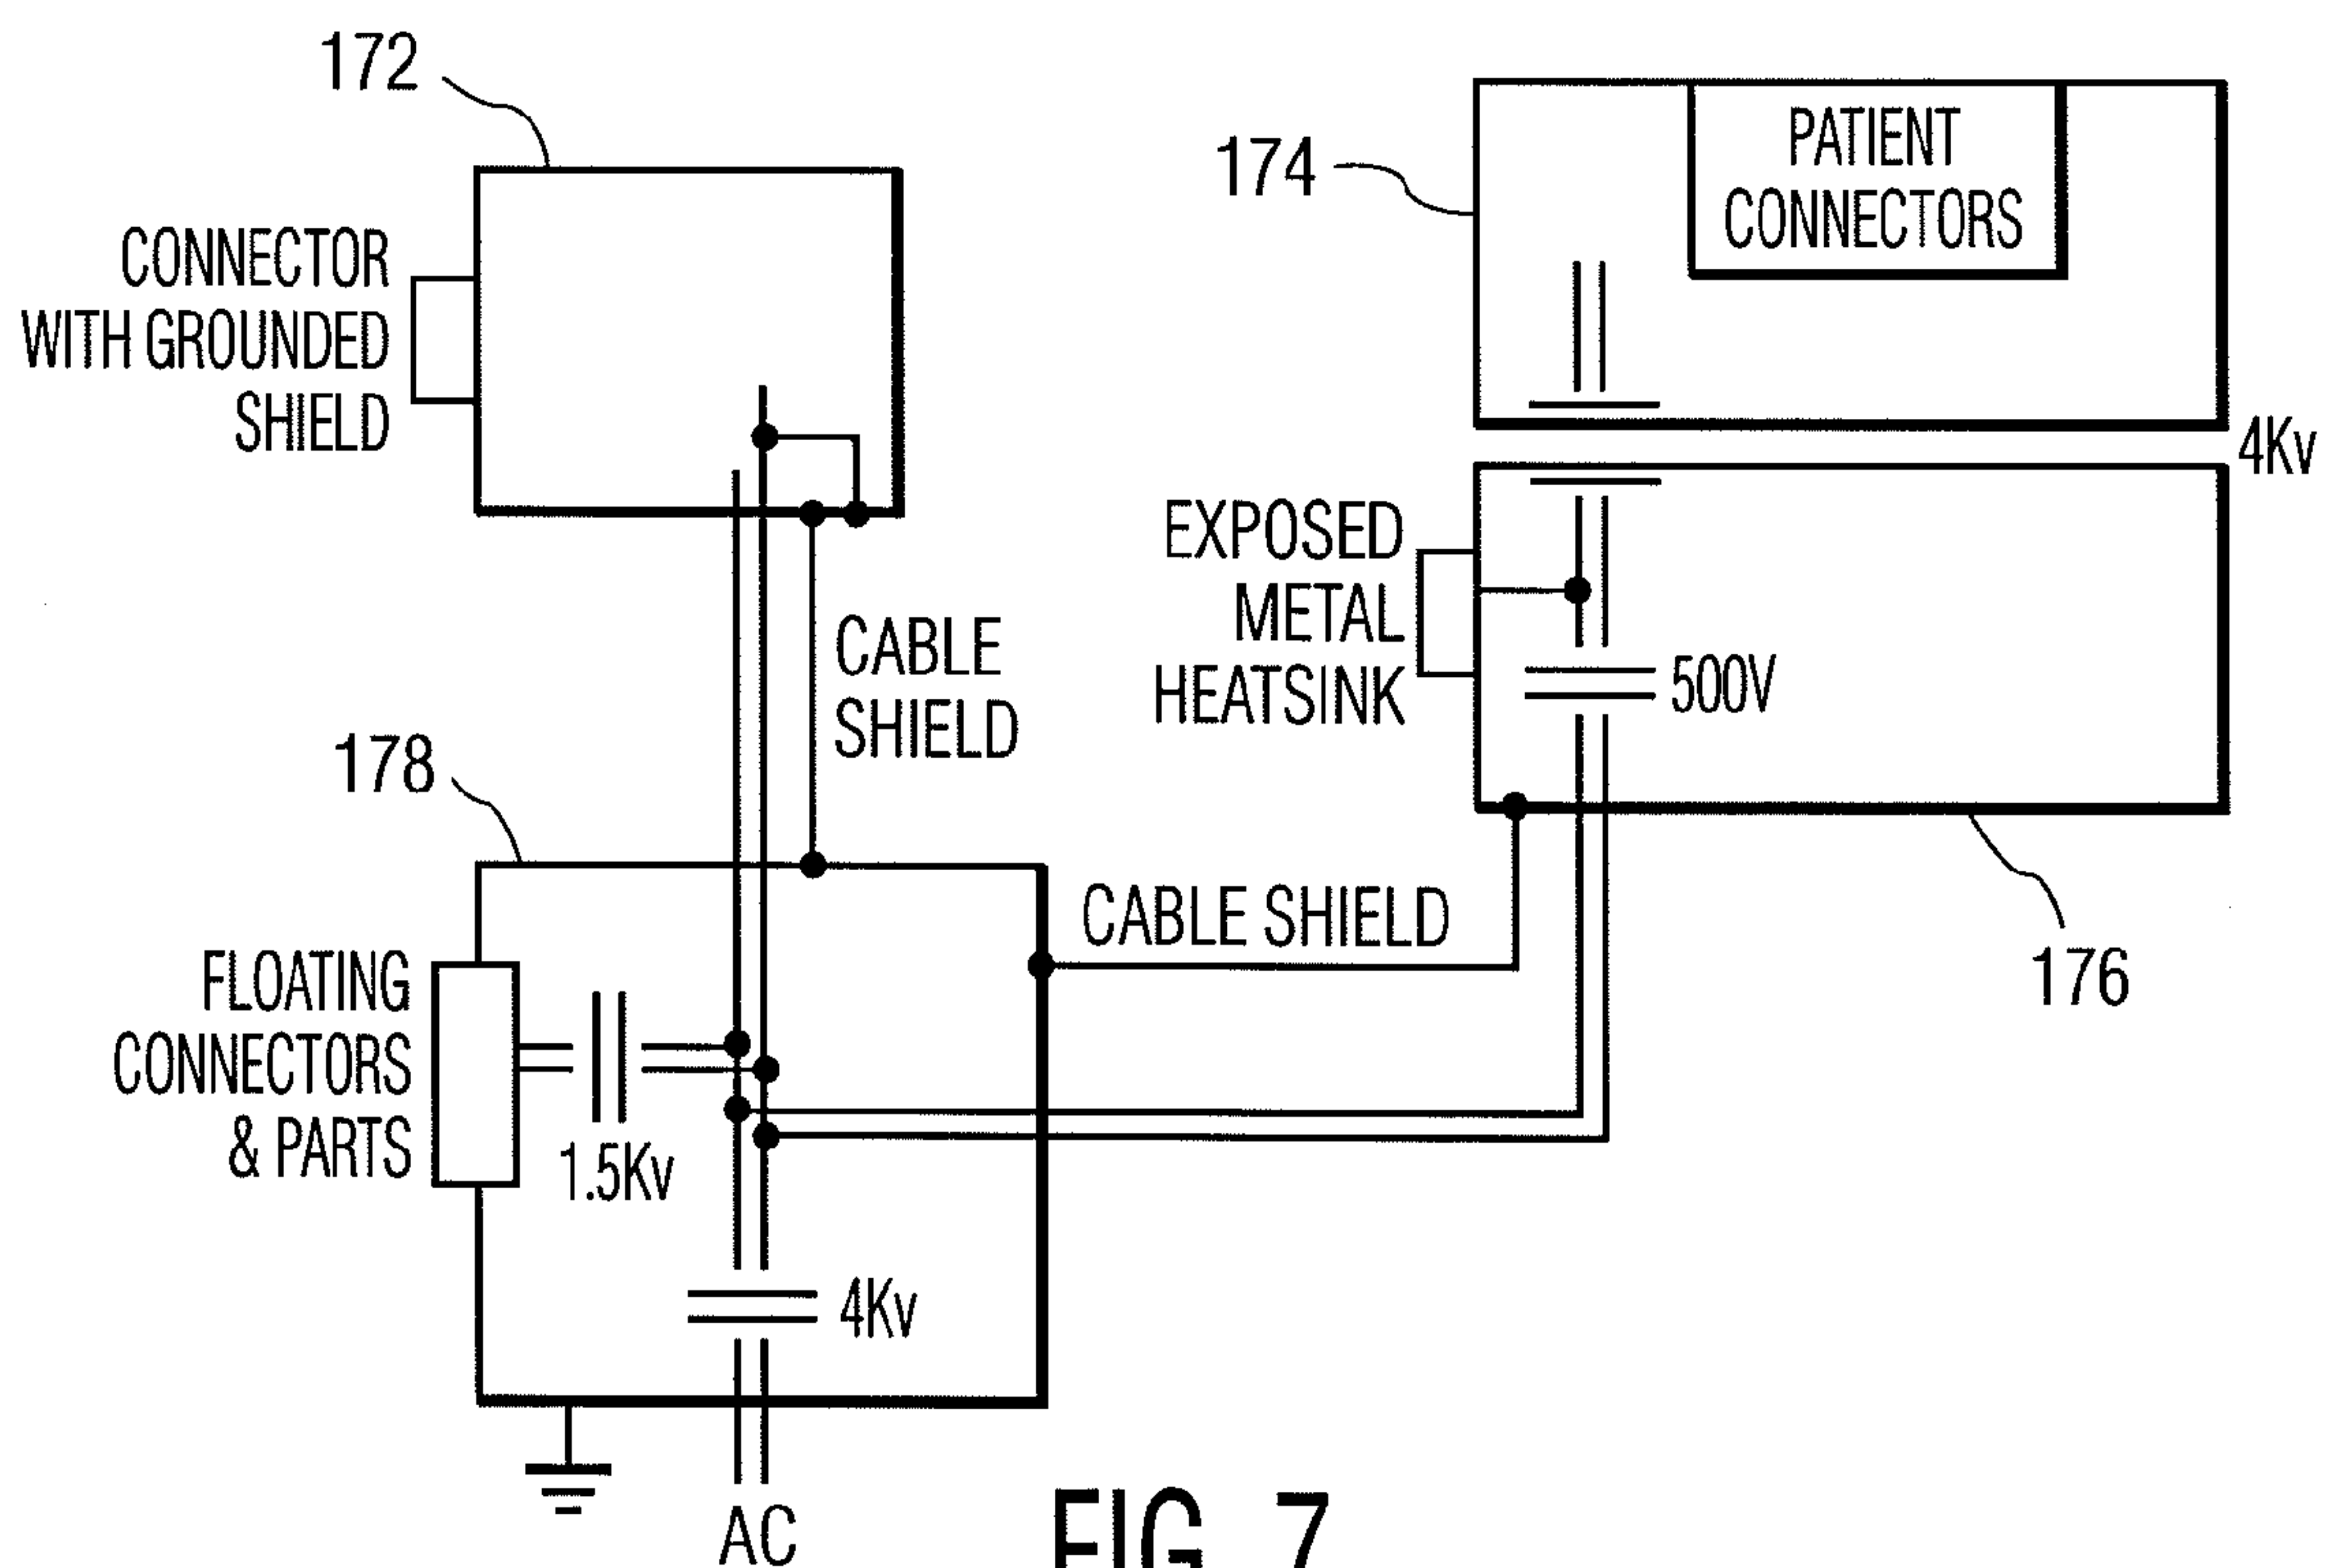 172
CONNECTOR
WITH GROUNDED
SHIELD
174
PATIENT
CONNECTORS
4Kv
EXPOSED
METAL
HEATSINK
500V
CABLE
SHIELD
178
CABLE SHIELD
176
FLOATING
CONNECTORS
& PARTS
1.5Kv
4Kv
AC
FIG. 7